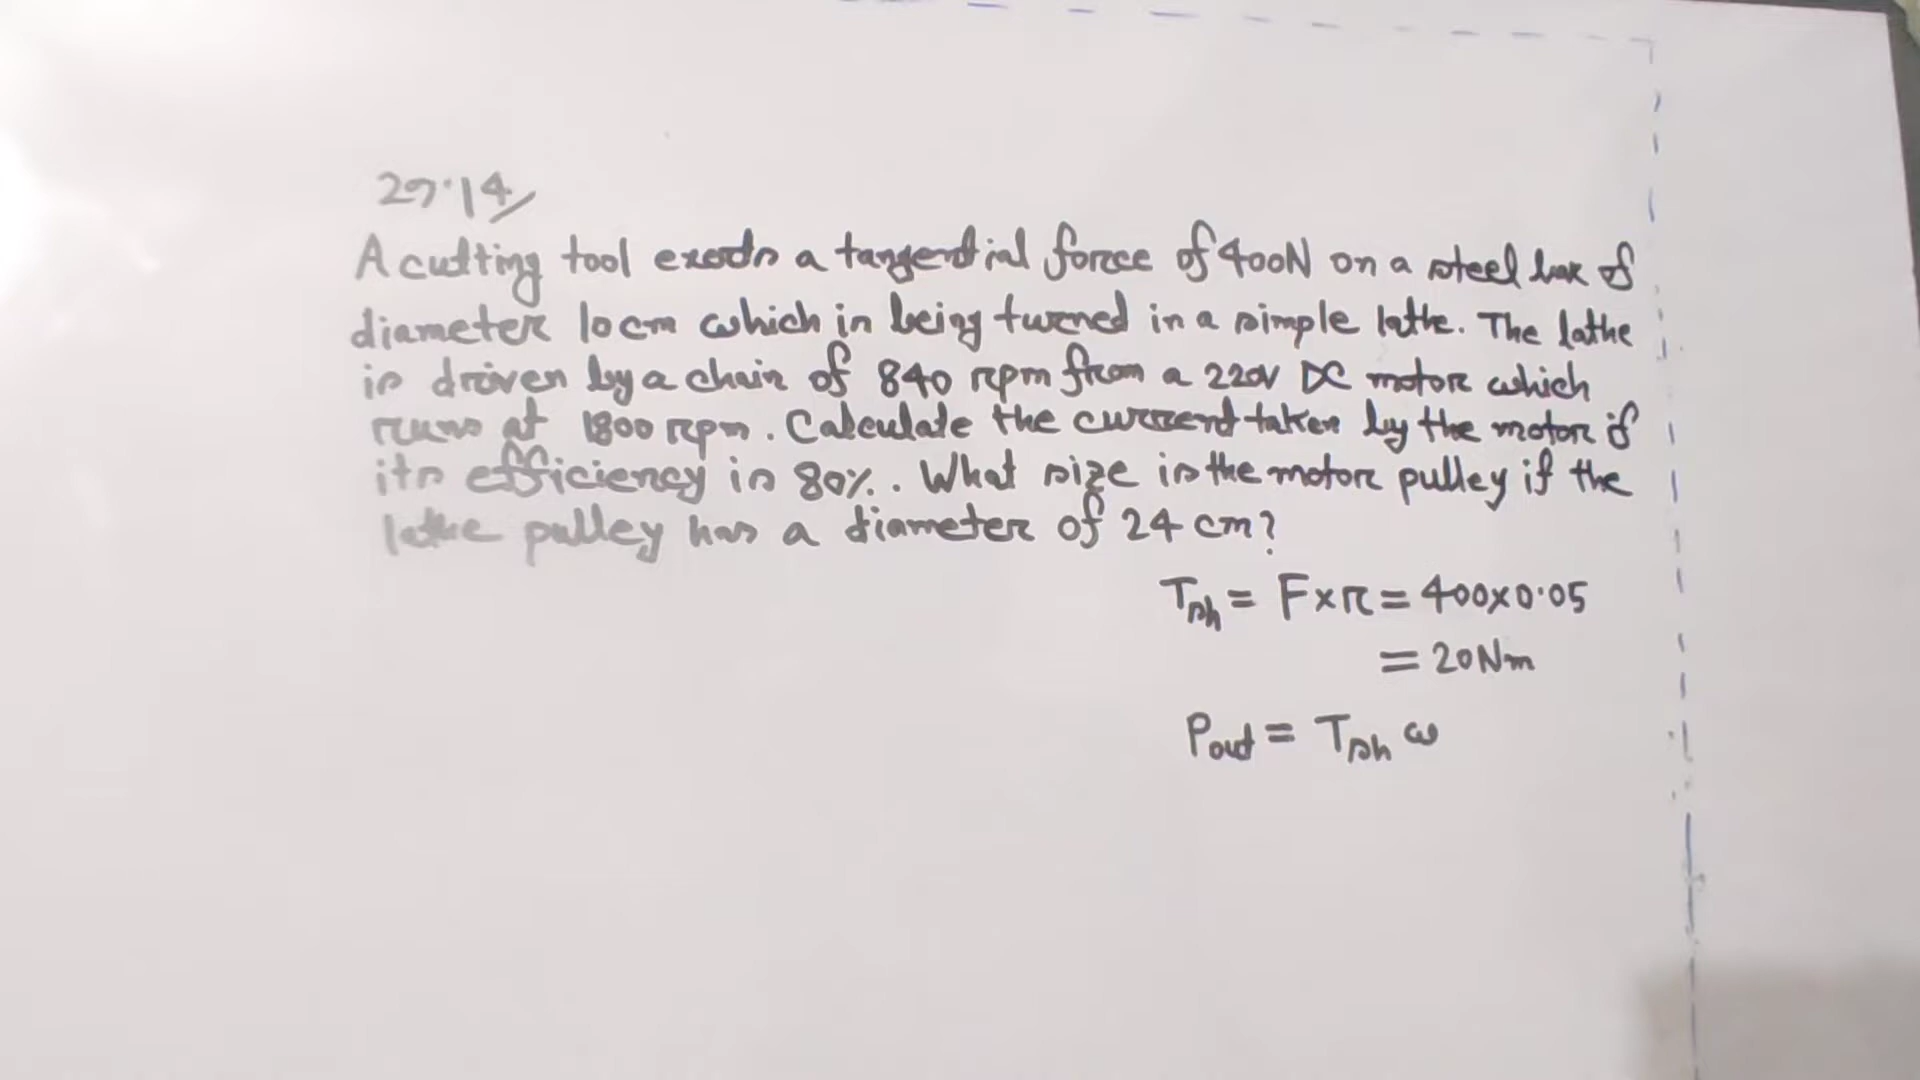 29.14
A cutting tool exerts a tangential force of 400N on a steel bar of
diameter 10cm which is being turned in a simple lathe. The lathe
is driven by a chain of 840 rpm from a 220V DC motor which
runs at 1800 rpm. Calculate the current taken by the motor if
its efficiency is 80%. What size is the motor pulley if the
lathe pulley has a diameter of 24 cm?
Tsh = F×r = 400×0.05
= 20Nm
Pout = Tsh ω